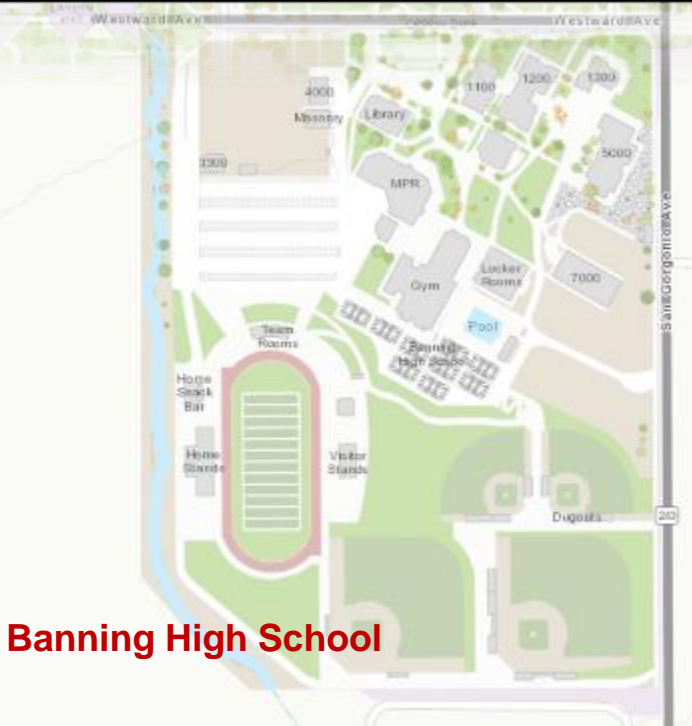 Westward Ave
Westward Ave
4000
Masonry
Library
1100
1200
1300
3300
MPR
5000
San Gorgonio Ave
Gym
Locker
Rooms
7000
Pool
Team
Rooms
Banning
High School
Home
Snack
Bar
Home
Stands
Visitor
Stands
Dugouts
243
Banning High School